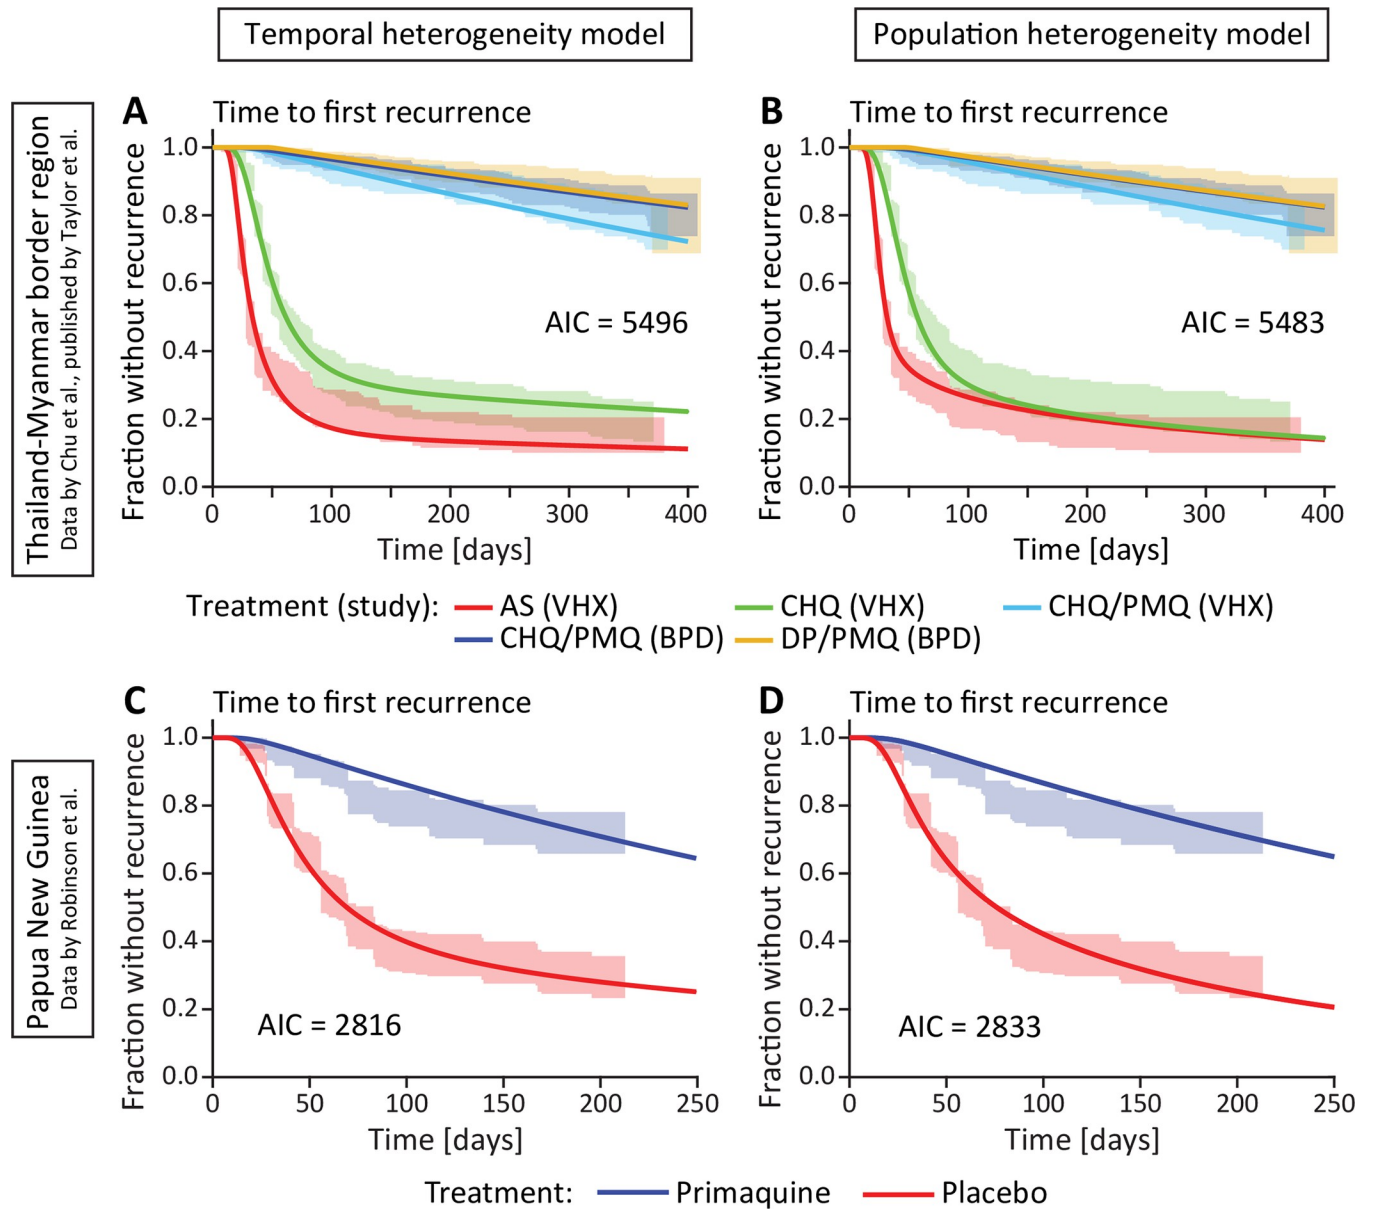 Temporal heterogeneity model
Population heterogeneity model
Thailand-Myanmar border region
Data by Chu et al., published by Taylor et al.
A
Time to first recurrence
Fraction without recurrence
1.0
0.8
0.6
0.4
0.2
0.0
AIC = 5496
0 100 200 300 400
Time [days]
B
Time to first recurrence
Fraction without recurrence
1.0
0.8
0.6
0.4
0.2
0.0
AIC = 5483
0 100 200 300 400
Time [days]
Treatment (study): AS (VHX) CHQ (VHX) CHQ/PMQ (VHX)
CHQ/PMQ (BPD) DP/PMQ (BPD)
Papua New Guinea
Data by Robinson et al.
C
Time to first recurrence
Fraction without recurrence
1.0
0.8
0.6
0.4
0.2
0.0
AIC = 2816
0 50 100 150 200 250
Time [days]
D
Time to first recurrence
Fraction without recurrence
1.0
0.8
0.6
0.4
0.2
0.0
AIC = 2833
0 50 100 150 200 250
Time [days]
Treatment: Primaquine Placebo